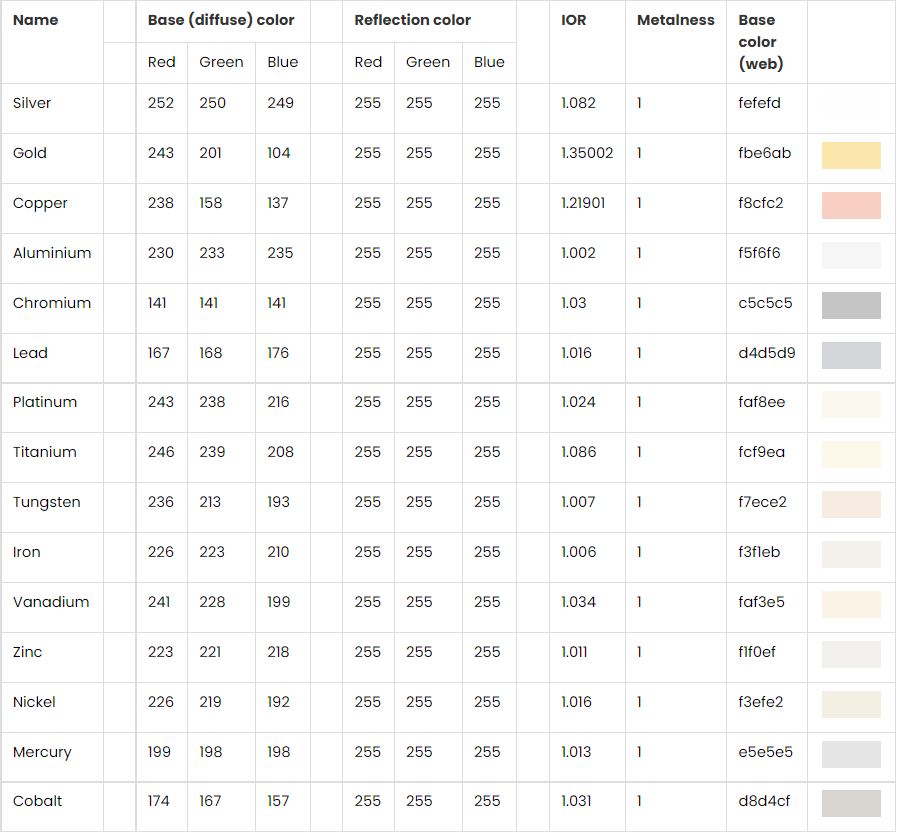 Name Base (diffuse) color Reflection color IOR Metalness Base color (web)
Red Green Blue Red Green Blue
Silver 252 250 249 255 255 255 1.082 1 fefefd
Gold 243 201 104 255 255 255 1.35002 1 fbe6ab
Copper 238 158 137 255 255 255 1.21901 1 f8cfc2
Aluminium 230 233 235 255 255 255 1.002 1 f5f6f6
Chromium 141 141 141 255 255 255 1.03 1 c5c5c5
Lead 167 168 176 255 255 255 1.016 1 d4d5d9
Platinum 243 238 216 255 255 255 1.024 1 faf8ee
Titanium 246 239 208 255 255 255 1.086 1 fcf9ea
Tungsten 236 213 193 255 255 255 1.007 1 f7ece2
Iron 226 223 210 255 255 255 1.006 1 f3f1eb
Vanadium 241 228 199 255 255 255 1.034 1 faf3e5
Zinc 223 221 218 255 255 255 1.011 1 f1f0ef
Nickel 226 219 192 255 255 255 1.016 1 f3efe2
Mercury 199 198 198 255 255 255 1.013 1 e5e5e5
Cobalt 174 167 157 255 255 255 1.031 1 d8d4cf